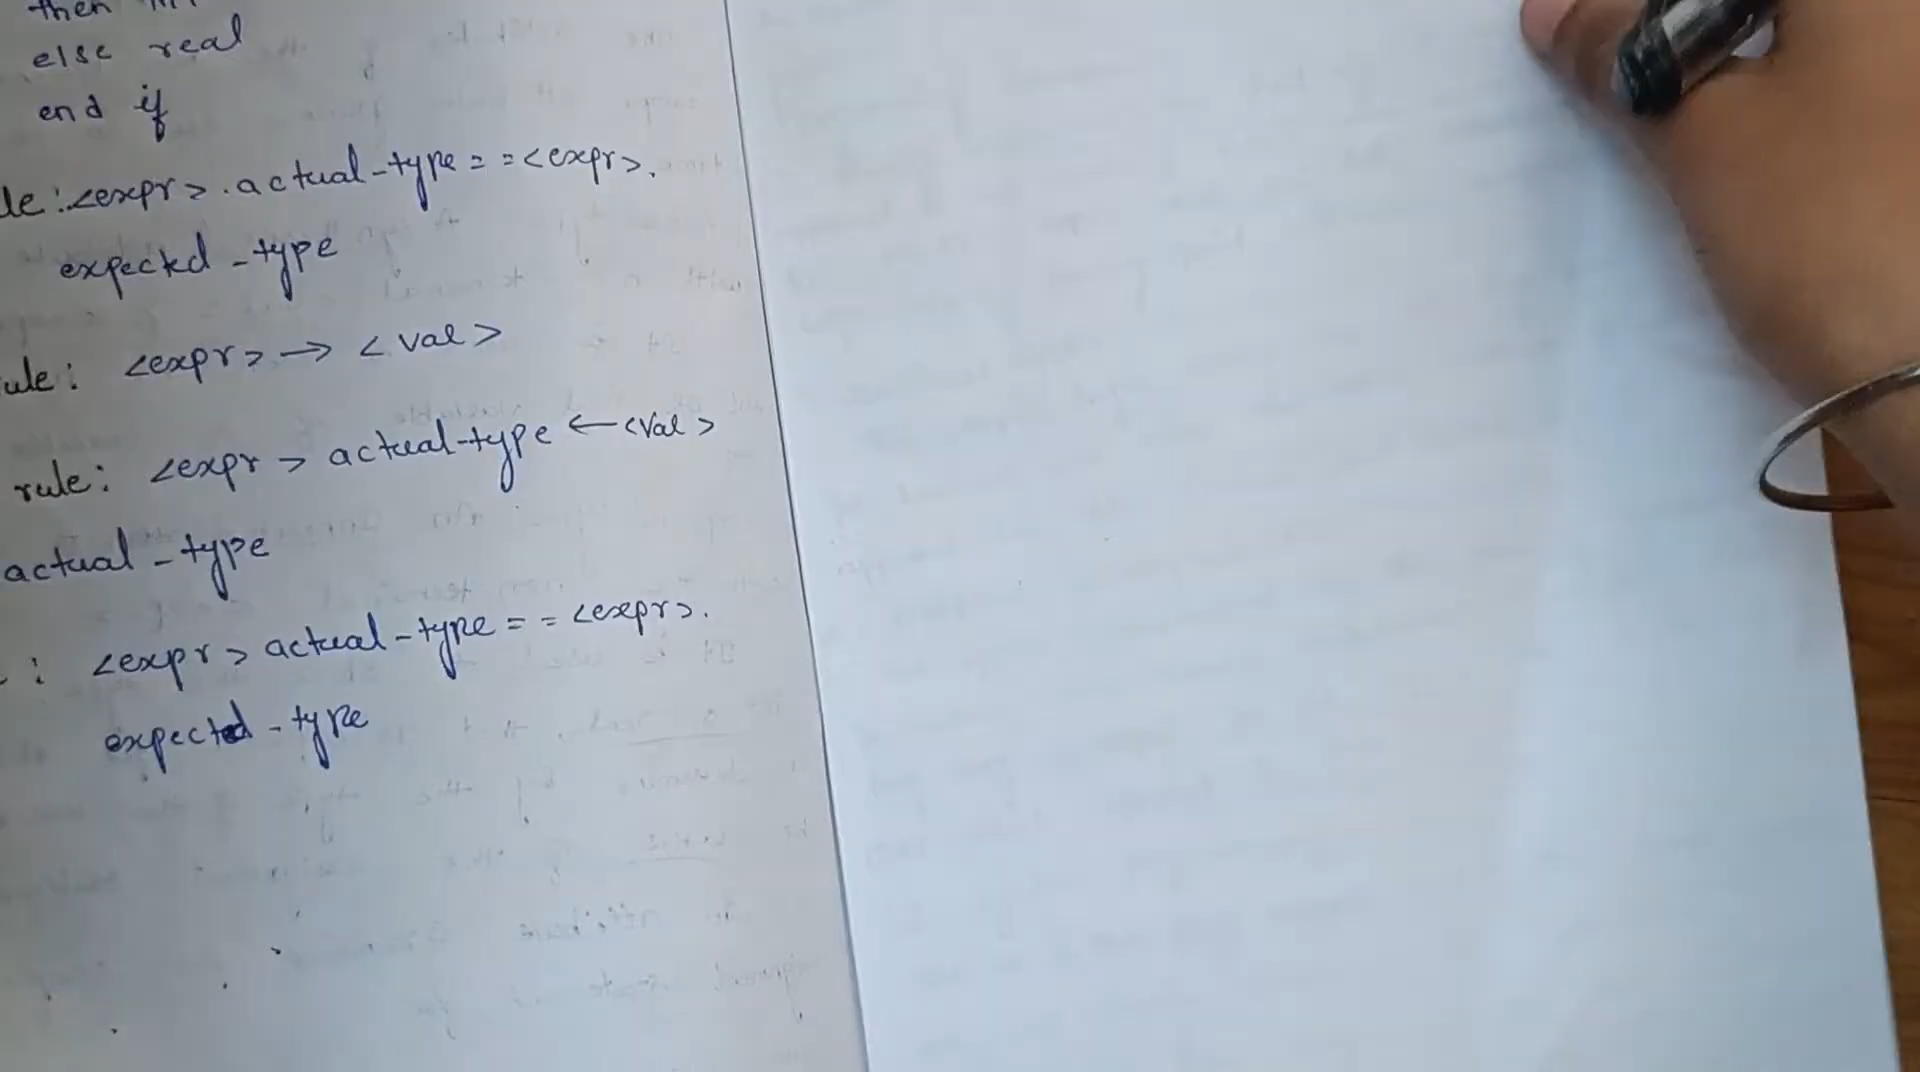 then
else real
end if
le: <expr>.actual-type = = <expr>.
expected-type
ule: <expr> → <val>
rule: <expr> actual-type ← <val>
actual-type
: <expr> actual-type = = <expr>.
expected-type